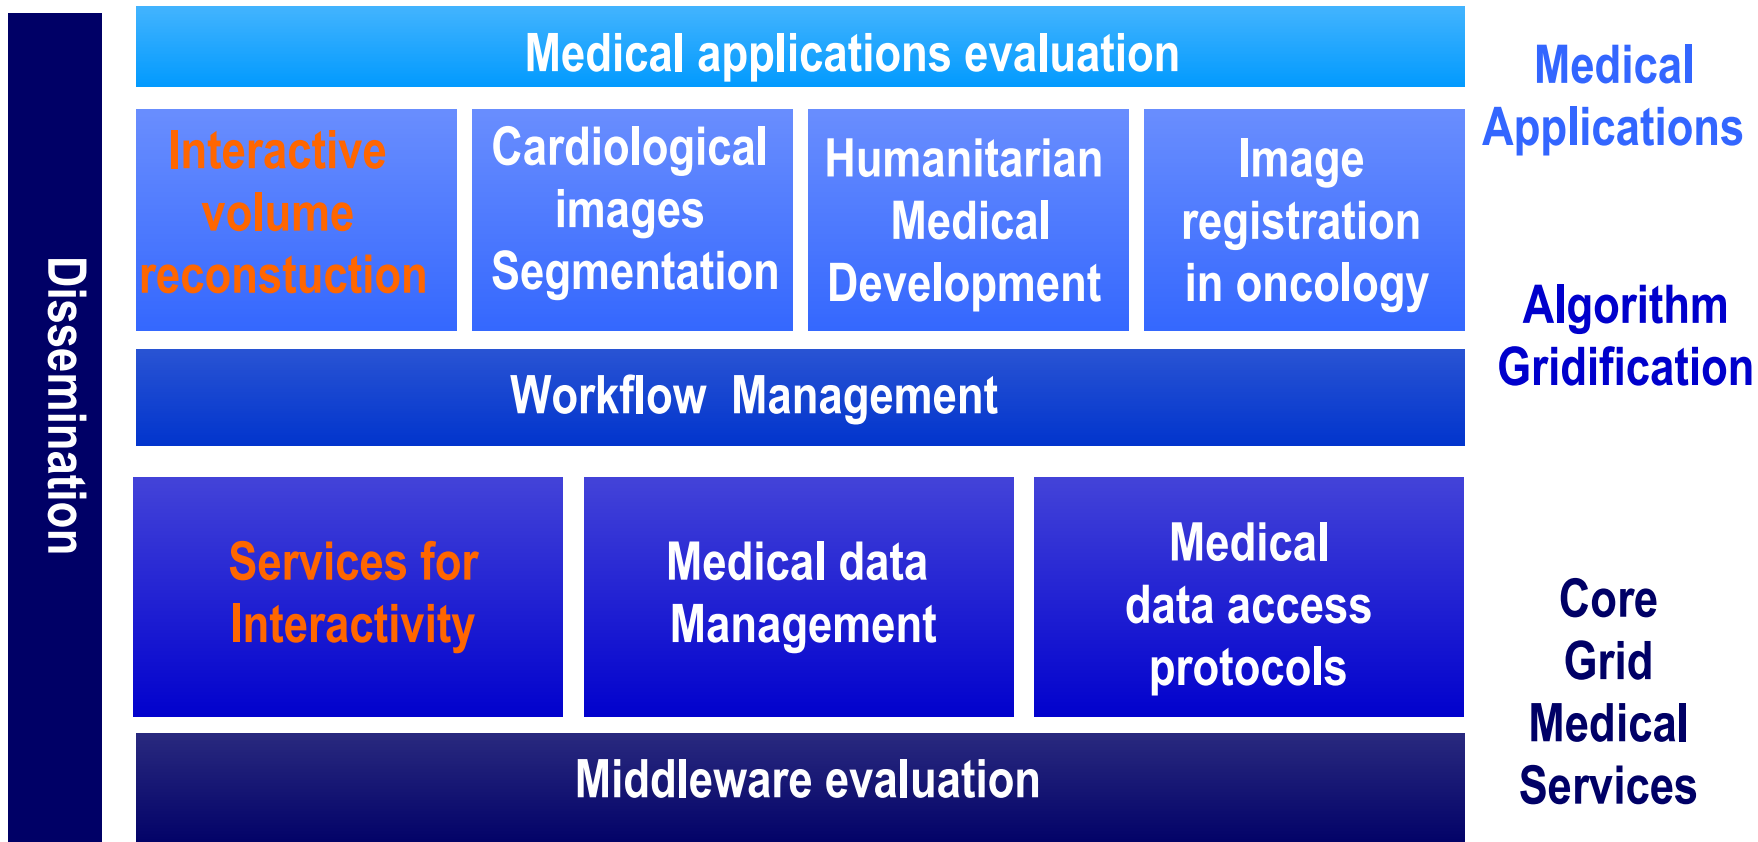 Dissemination
Medical applications evaluation
Interactive
volume
reconstuction
Cardiological
images
Segmentation
Humanitarian
Medical
Development
Image
registration
in oncology
Workflow Management
Services for
Interactivity
Medical data
Management
Medical
data access
protocols
Middleware evaluation
Medical
Applications
Algorithm
Gridification
Core
Grid
Medical
Services